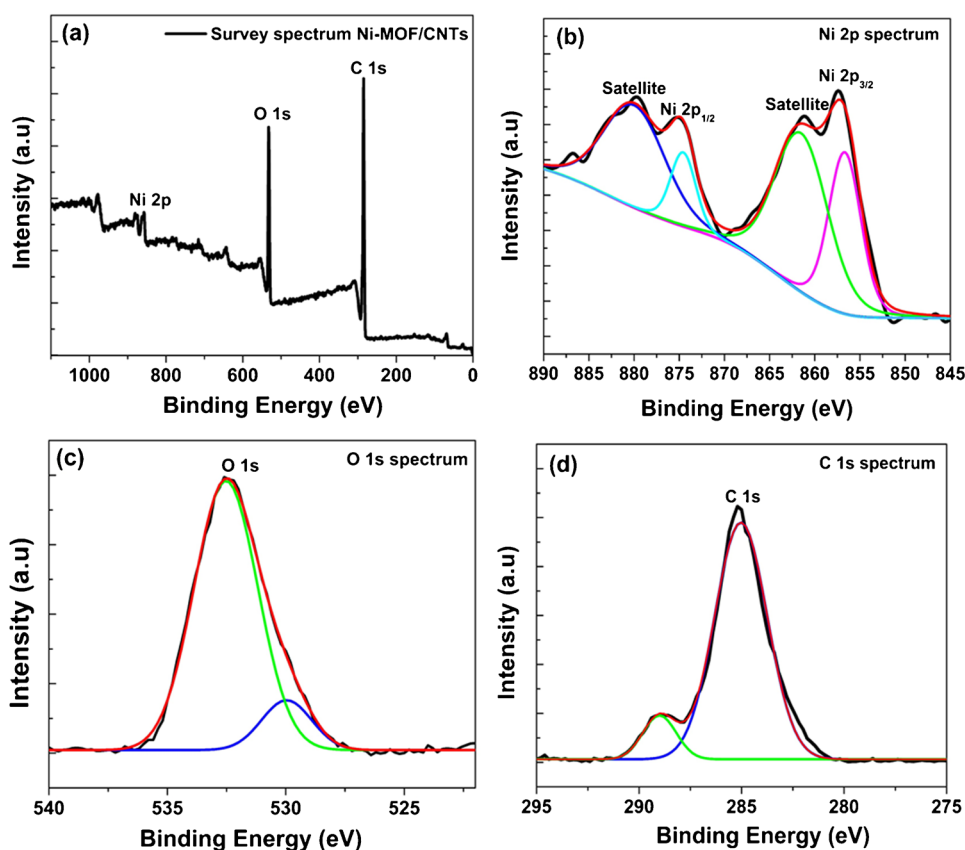 (a)
Survey spectrum Ni-MOF/CNTs
C 1s
O 1s
Ni 2p
Intensity (a.u)
1000 800 600 400 200 0
Binding Energy (eV)
(b)
Ni 2p spectrum
Ni 2p3/2
Satellite
Ni 2p1/2
Satellite
Intensity (a.u)
890 885 880 875 870 865 860 855 850 845
Binding Energy (eV)
(c)
O 1s
O 1s spectrum
Intensity (a.u)
540 535 530 525
Binding Energy (eV)
(d)
C 1s spectrum
C 1s
Intensity (a.u)
295 290 285 280 275
Binding Energy (eV)